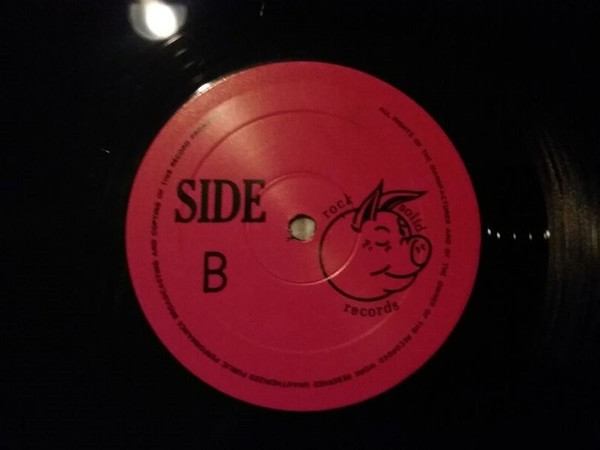 SIDE
B
rock solid
records
ALL RIGHTS OF THE MANUFACTURER AND OF THE OWNER OF THE RECORDED WORK RESERVED UNAUTHORIZED PUBLIC PERFORMANCE BROADCASTING AND COPYING OF THIS RECORD